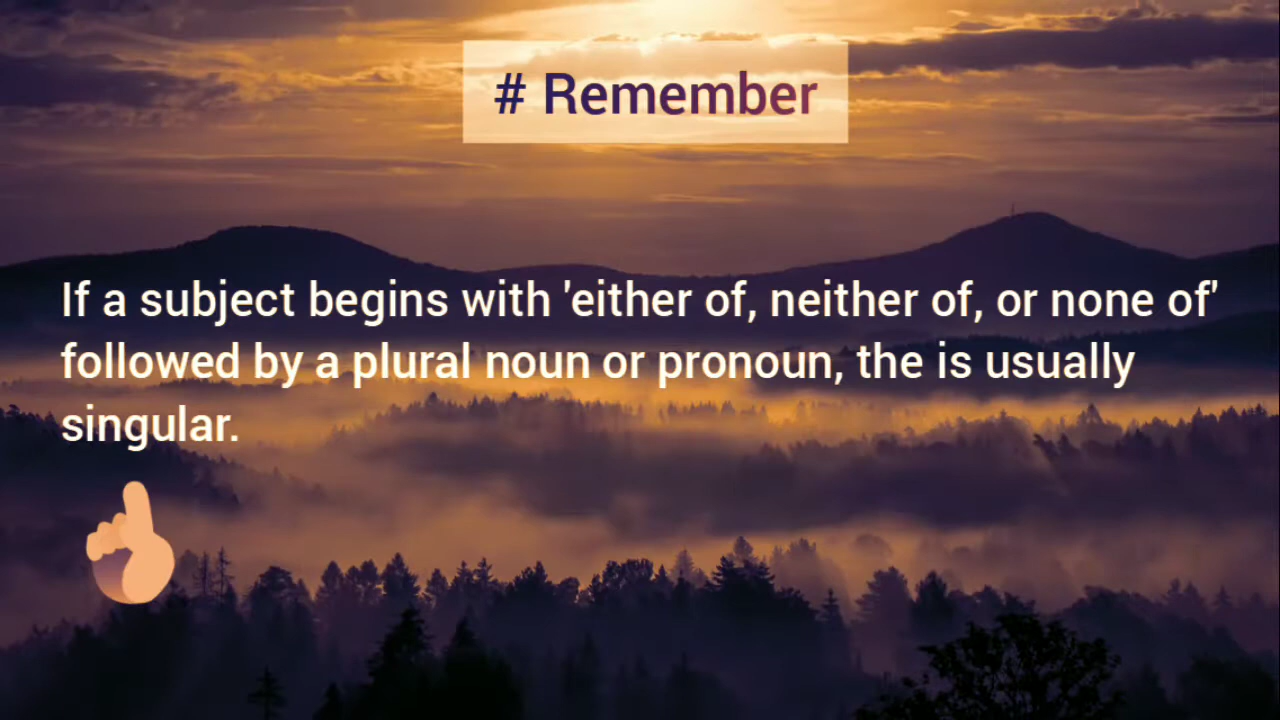 # Remember
If a subject begins with 'either of, neither of, or none of'
followed by a plural noun or pronoun, the is usually
singular.